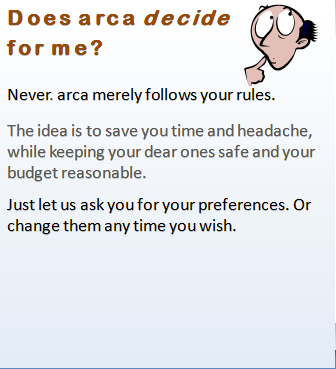 Does arca decide
for me?
Never. arca merely follows your rules.
The idea is to save you time and headache,
while keeping your dear ones safe and your
budget reasonable.
Just let us ask you for your preferences. Or
change them any time you wish.